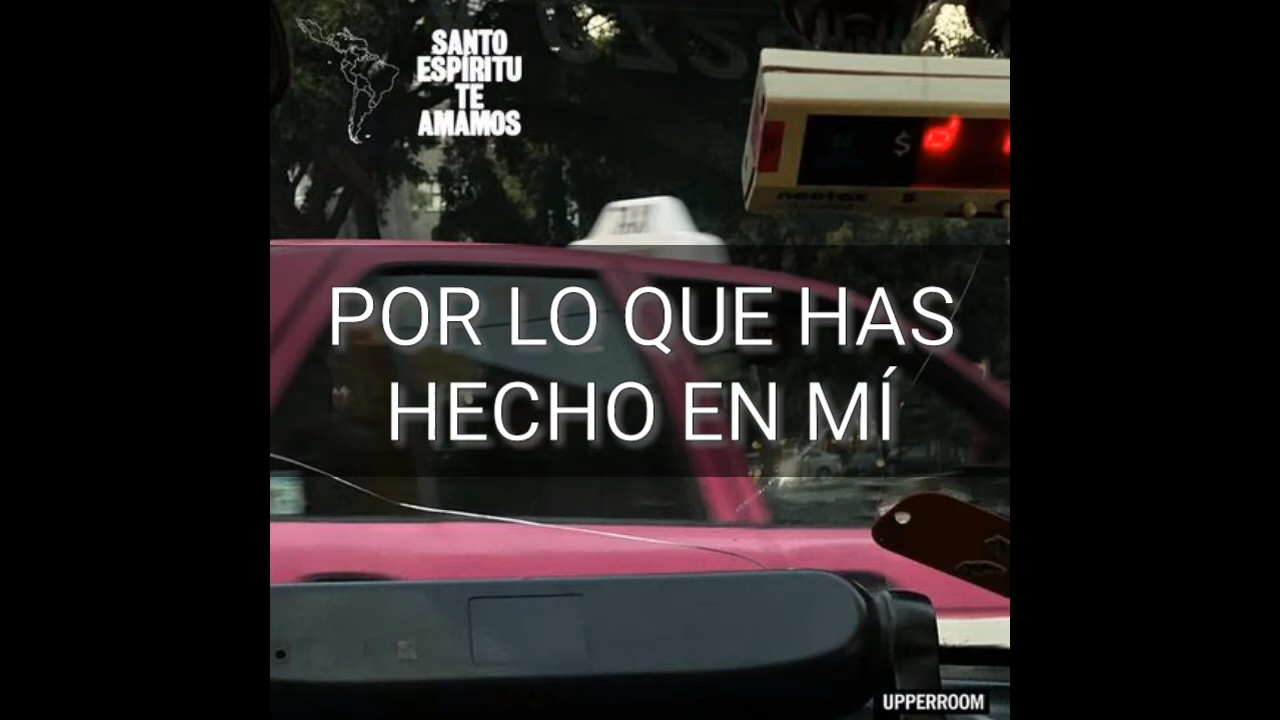 SANTO
ESPÍRITU
TE
AMAMOS
$
POR LO QUE HAS
HECHO EN MÍ
UPPERROOM